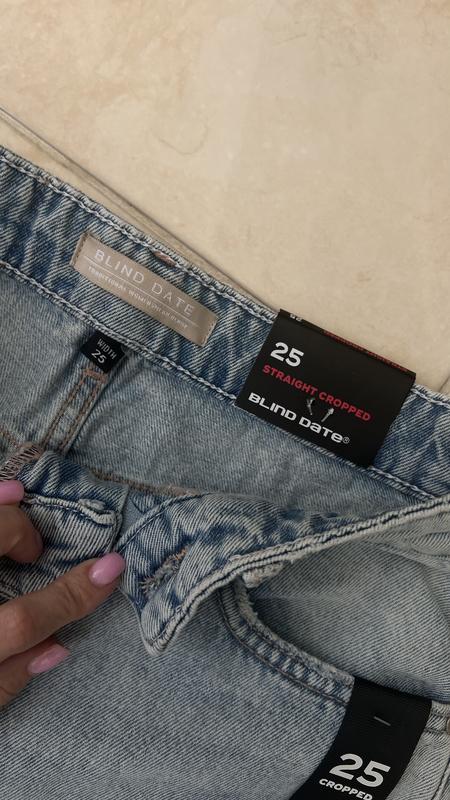 BLIND DATE
WIDTH
25
25
STRAIGHT CROPPED
BLIND DATE®
25
CROPPED